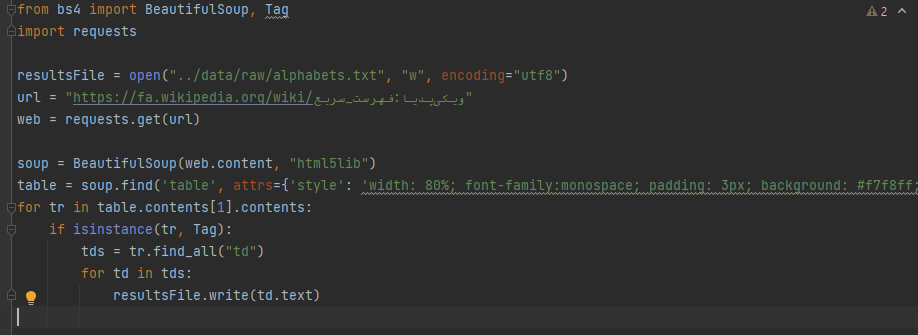 from bs4 import BeautifulSoup, Tag
2
import requests
resultsFile = open("../data/raw/alphabets.txt", "w", encoding="utf8")
url = "https://fa.wikipedia.org/wiki/ویکی‌پدیا:فهرست_سریع"
web = requests.get(url)
soup = BeautifulSoup(web.content, "html5lib")
table = soup.find('table', attrs={'style': 'width: 80%; font-family:monospace; padding: 3px; background: #f7f8ff;
for tr in table.contents[1].contents:
    if isinstance(tr, Tag):
        tds = tr.find_all("td")
        for td in tds:
            resultsFile.write(td.text)